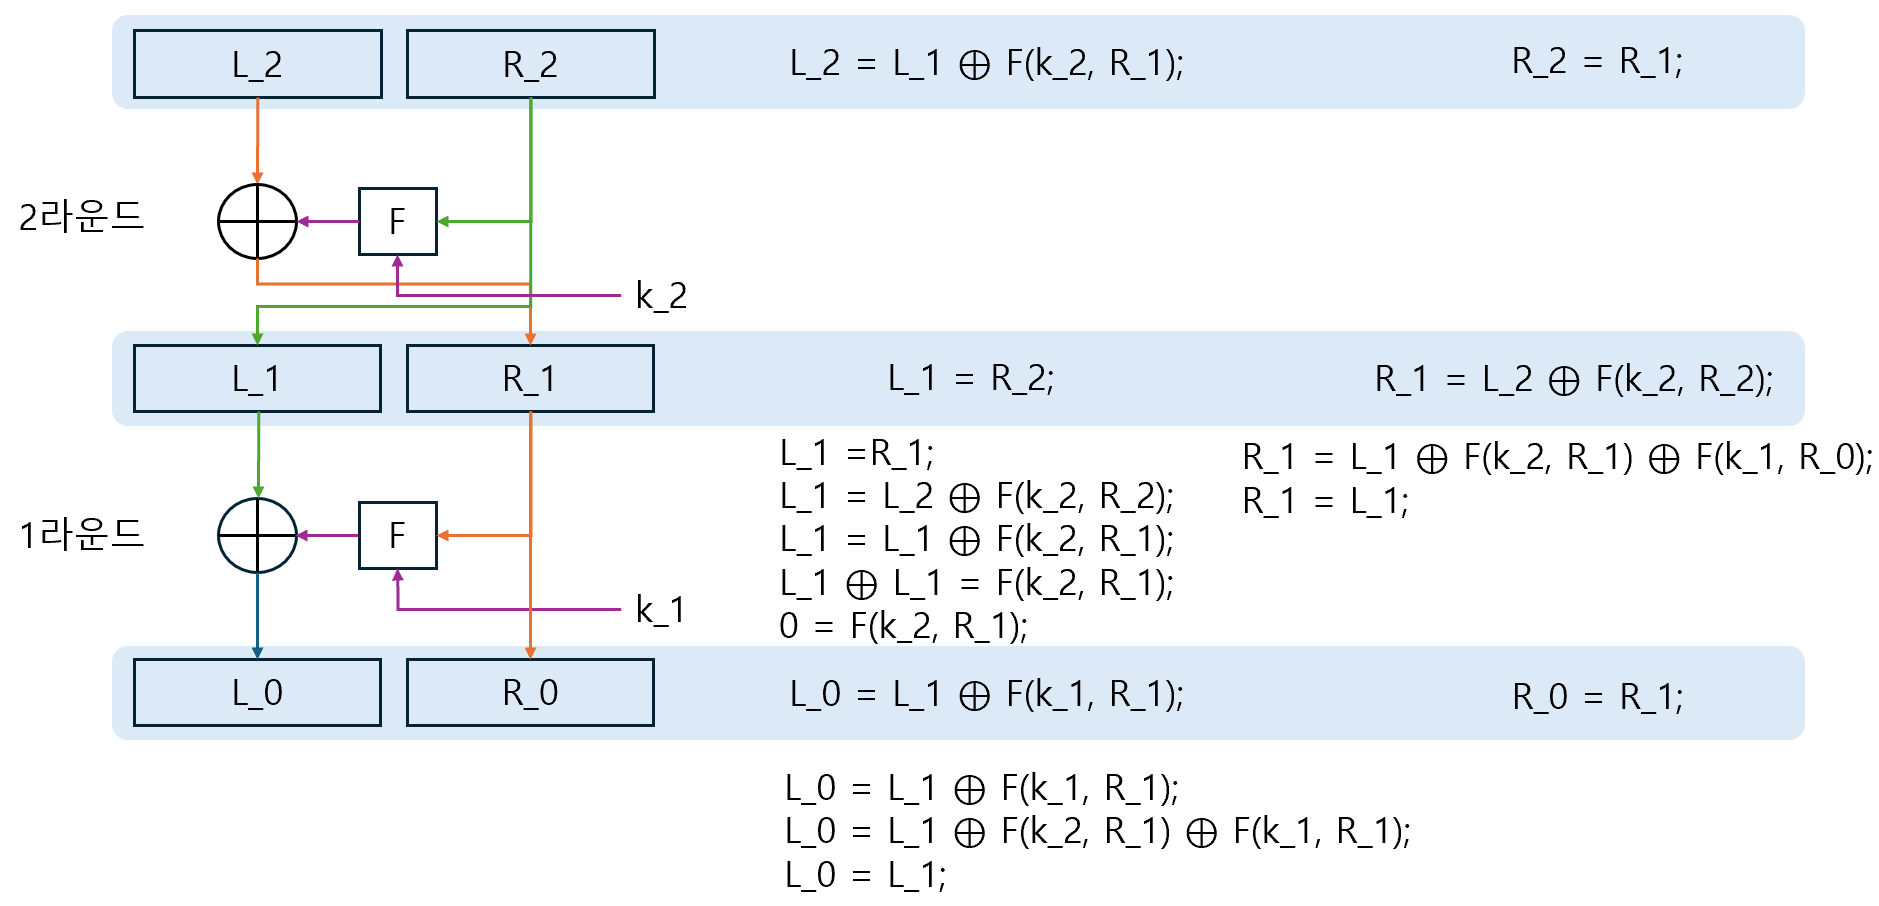 L_2 R_2 L_2 = L_1 ⊕ F(k_2, R_1); R_2 = R_1;
2라운드 F
k_2
L_1 R_1 L_1 = R_2; R_1 = L_2 ⊕ F(k_2, R_2);
L_1 =R_1;
L_1 = L_2 ⊕ F(k_2, R_2);
L_1 = L_1 ⊕ F(k_2, R_1);
L_1 ⊕ L_1 = F(k_2, R_1);
0 = F(k_2, R_1);
R_1 = L_1 ⊕ F(k_2, R_1) ⊕ F(k_1, R_0);
R_1 = L_1;
1라운드 F
k_1
L_0 R_0 L_0 = L_1 ⊕ F(k_1, R_1); R_0 = R_1;
L_0 = L_1 ⊕ F(k_1, R_1);
L_0 = L_1 ⊕ F(k_2, R_1) ⊕ F(k_1, R_1);
L_0 = L_1;